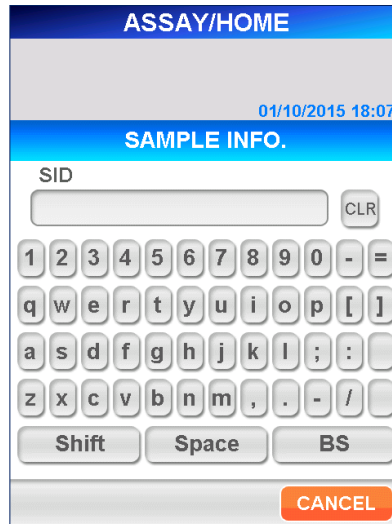 ASSAY/HOME
01/10/2015 18:07
SAMPLE INFO.
SID
CLR
1 2 3 4 5 6 7 8 9 0 - =
q w e r t y u i o p [ ]
a s d f g h j k l ; :
z x c v b n m , . - /
Shift Space BS
CANCEL